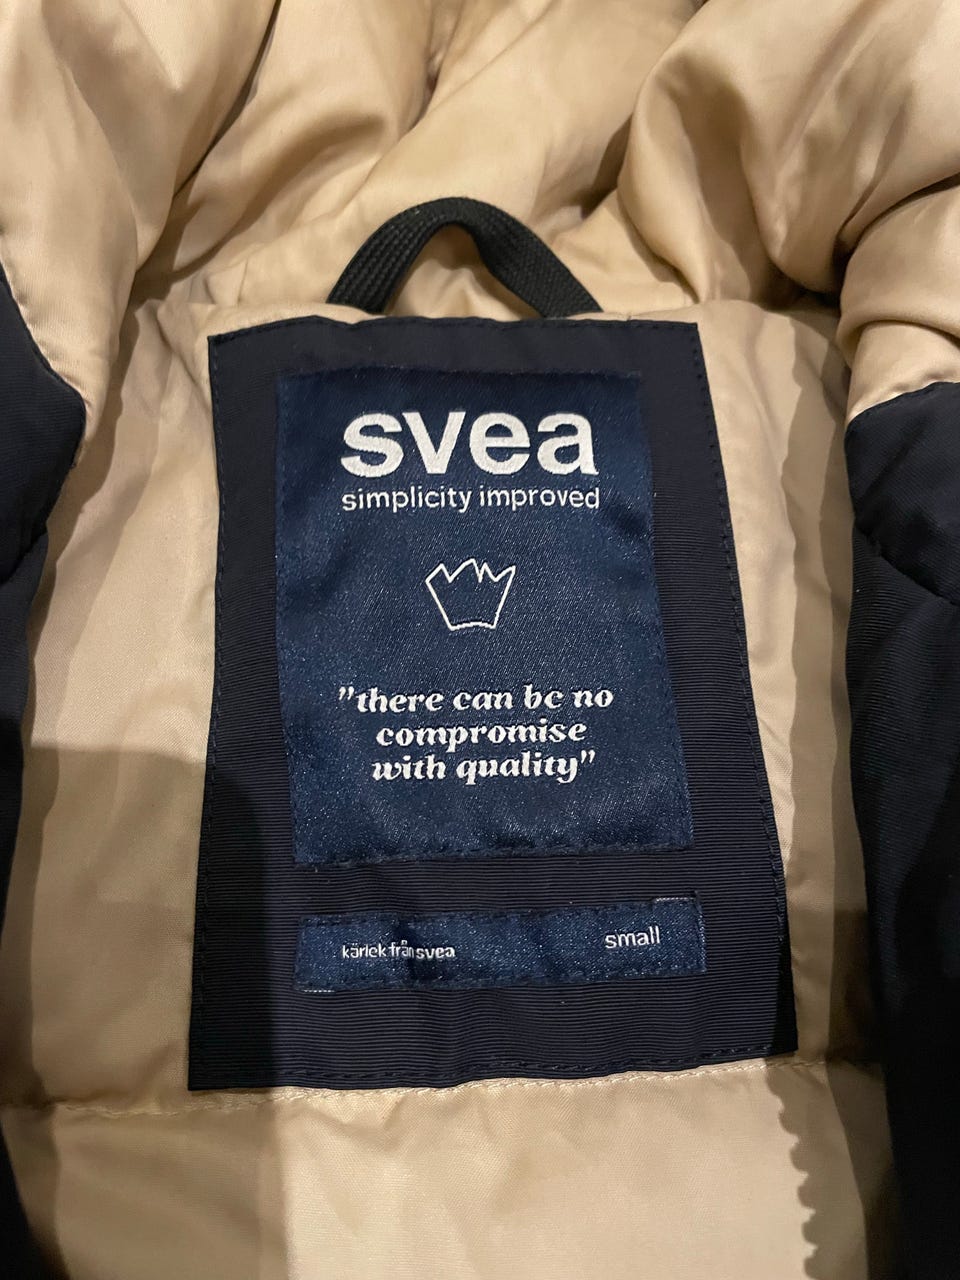 svea
simplicity improved
"there can be no
compromise
with quality"
kärlek från svea
small